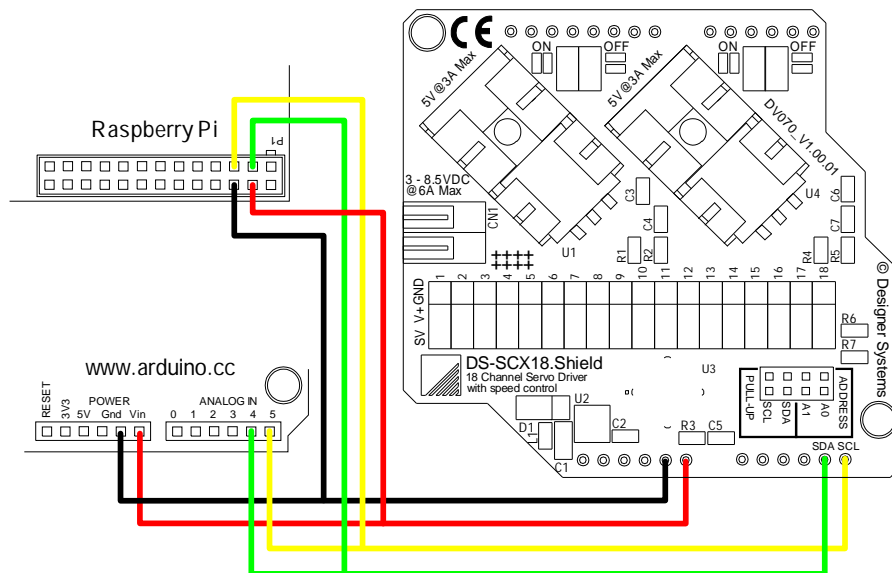 ON OFF
ON OFF
5V @3A Max
5V @3A Max
DV070_V1.00.01
Raspberry Pi
P1
3 - 8.5VDC
@6A Max
CN1
U1
U4
C3
C4
C6
C7
R1
R2
R4
R5
1 2 3 4 5 6 7 8 9 10 11 12 13 14 15 16 17 18
SV V+ GND
© Designer Systems
R6
R7
DS-SCX18.Shield
18 Channel Servo Driver
with speed control
U3
U2
D1
L1
C2
C1
R3
C5
PULL-UP
SCL
SDA
A1
A0
ADDRESS
SDA SCL
www.arduino.cc
POWER
ANALOG IN
RESET
3V3
5V
Gnd
Vin
0 1 2 3 4 5